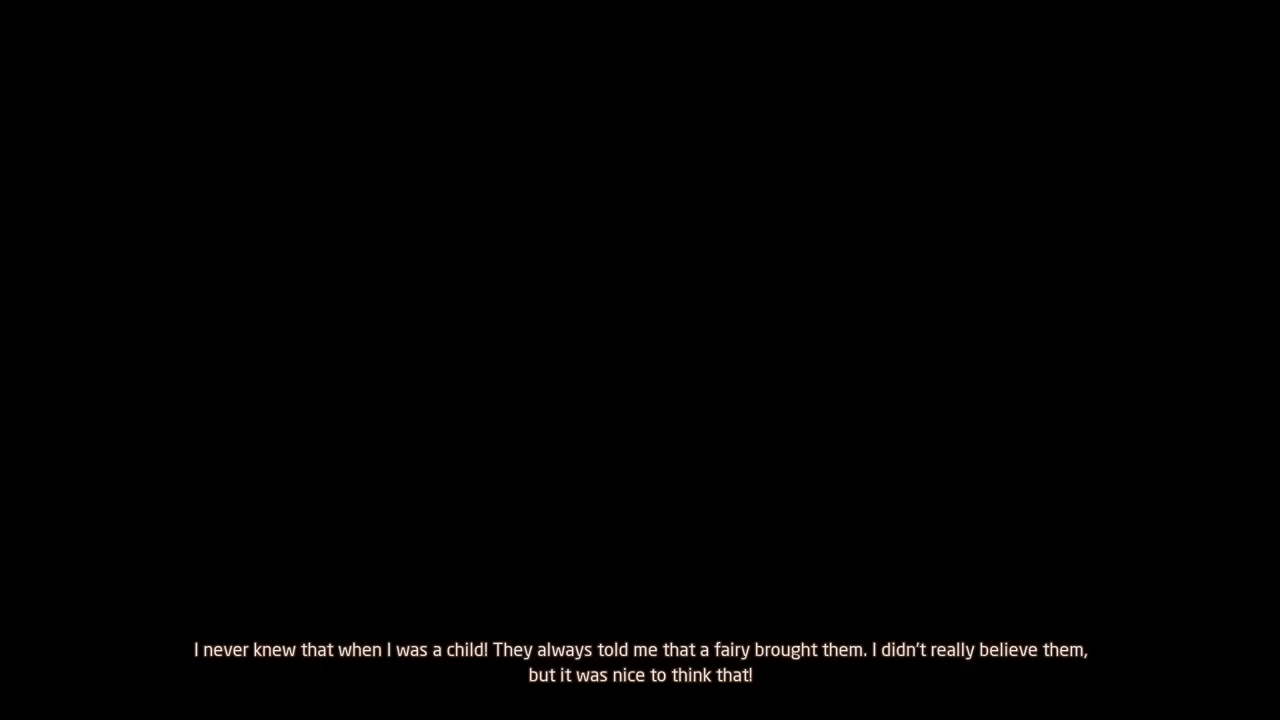 I never knew that when I was a child! They always told me that a fairy brought them. I didn't really believe them,
but it was nice to think that!